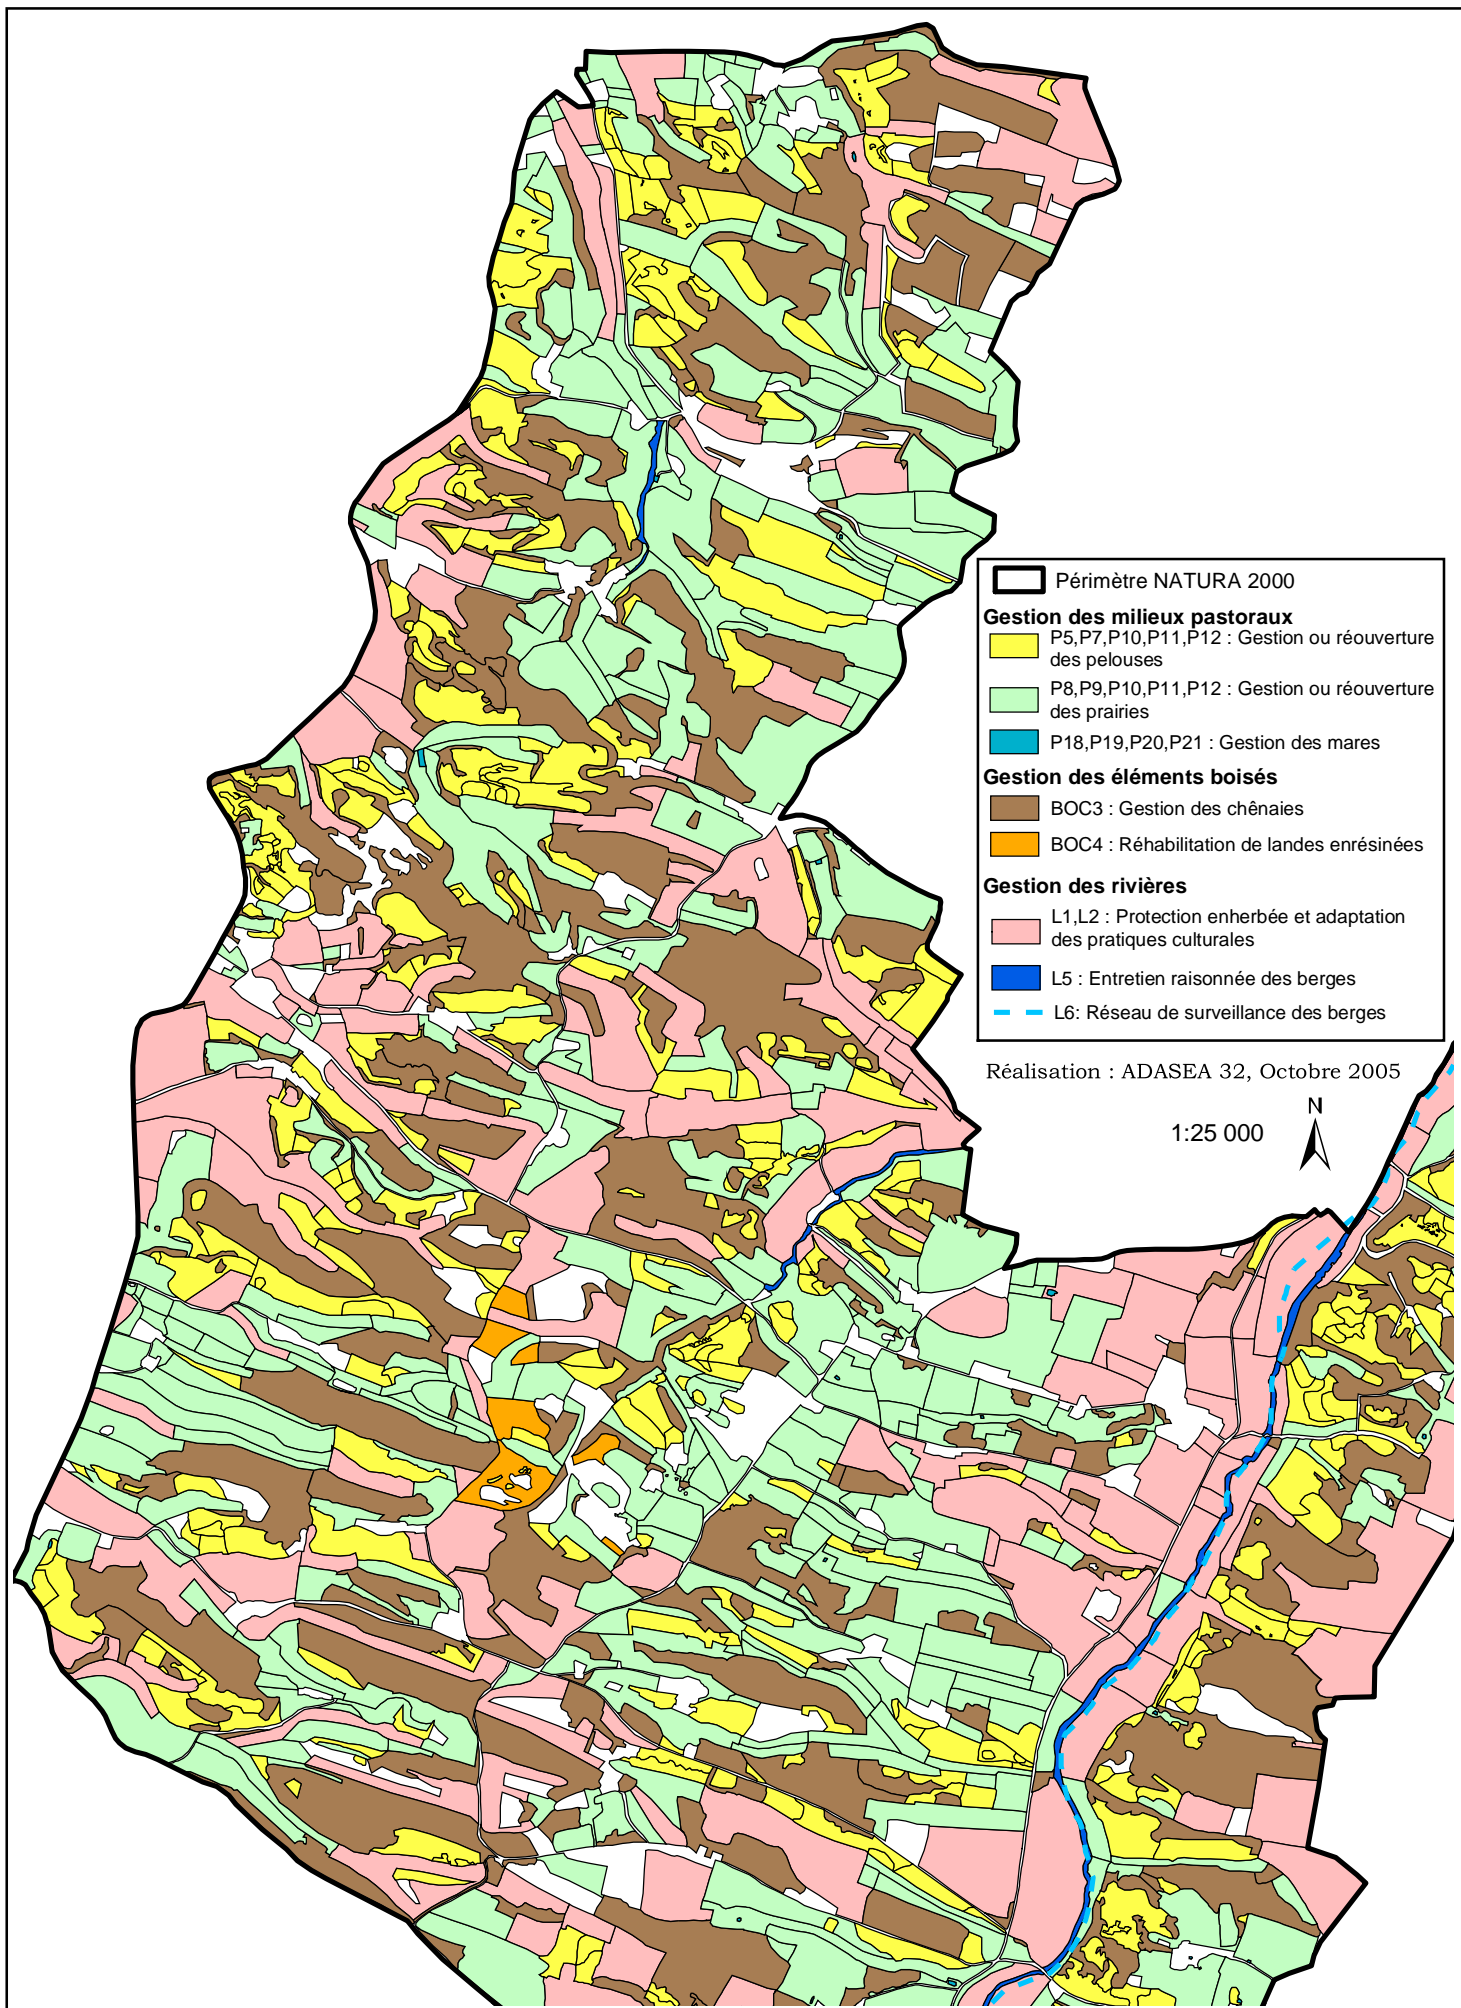 Périmètre NATURA 2000
Gestion des milieux pastoraux
P5,P7,P10,P11,P12 : Gestion ou réouverture
des pelouses
P8,P9,P10,P11,P12 : Gestion ou réouverture
des prairies
P18,P19,P20,P21 : Gestion des mares
Gestion des éléments boisés
BOC3 : Gestion des chênaies
BOC4 : Réhabilitation de landes enrésinées
Gestion des rivières
L1,L2 : Protection enherbée et adaptation
des pratiques culturales
L5 : Entretien raisonnée des berges
L6: Réseau de surveillance des berges
Réalisation : ADASEA 32, Octobre 2005
N
1:25 000